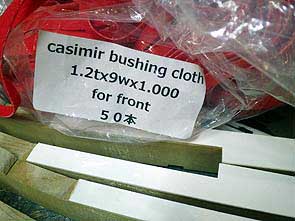 casimir bushing cloth
1.2tx9wx1.000
for front
５０本